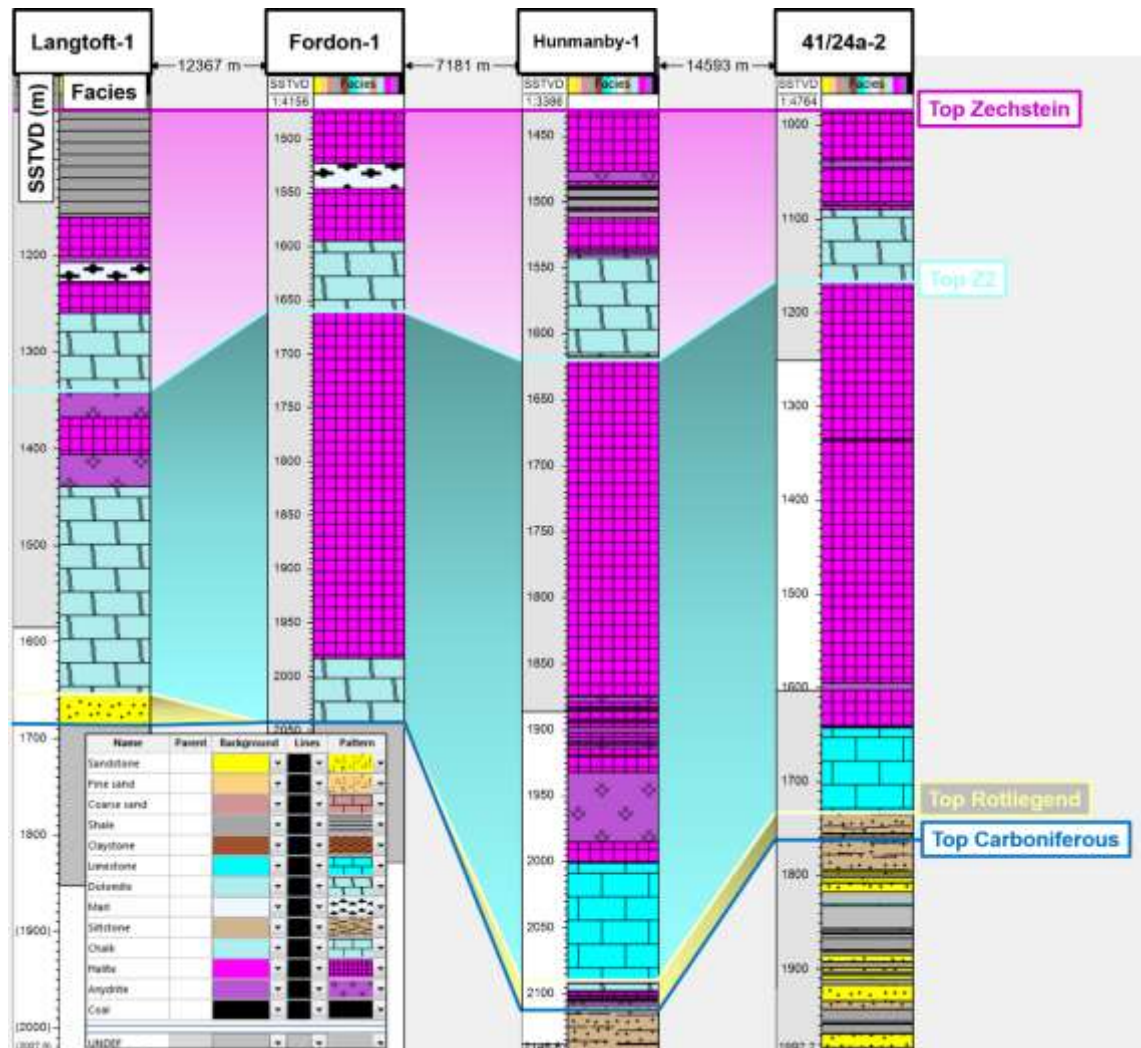 Langtoft-1
Fordon-1
Hunmanby-1
41/24a-2
12367 m
7181 m
14593 m
SSTVD (m)
Facies
SSTVD
Facies
1:4156
SSTVD
Facies
1:3386
SSTVD
Facies
1:4764
1200
1300
1400
1500
1600
1700
1800
(1900)
(2000)
1500
1550
1600
1650
1700
1750
1800
1850
1900
1950
2000
2050
1450
1500
1550
1600
1650
1700
1750
1800
1850
1900
1950
2000
2050
2100
1000
1100
1200
1300
1400
1500
1600
1700
1800
1900
Top Zechstein
Top Z2
Top Rotliegend
Top Carboniferous
Name Parent Background Lines Pattern
Sandstone
Fine sand
Coarse sand
Shale
Claystone
Limestone
Dolomite
Marl
Siltstone
Chalk
Halite
Anydrite
Coal
UNDEF